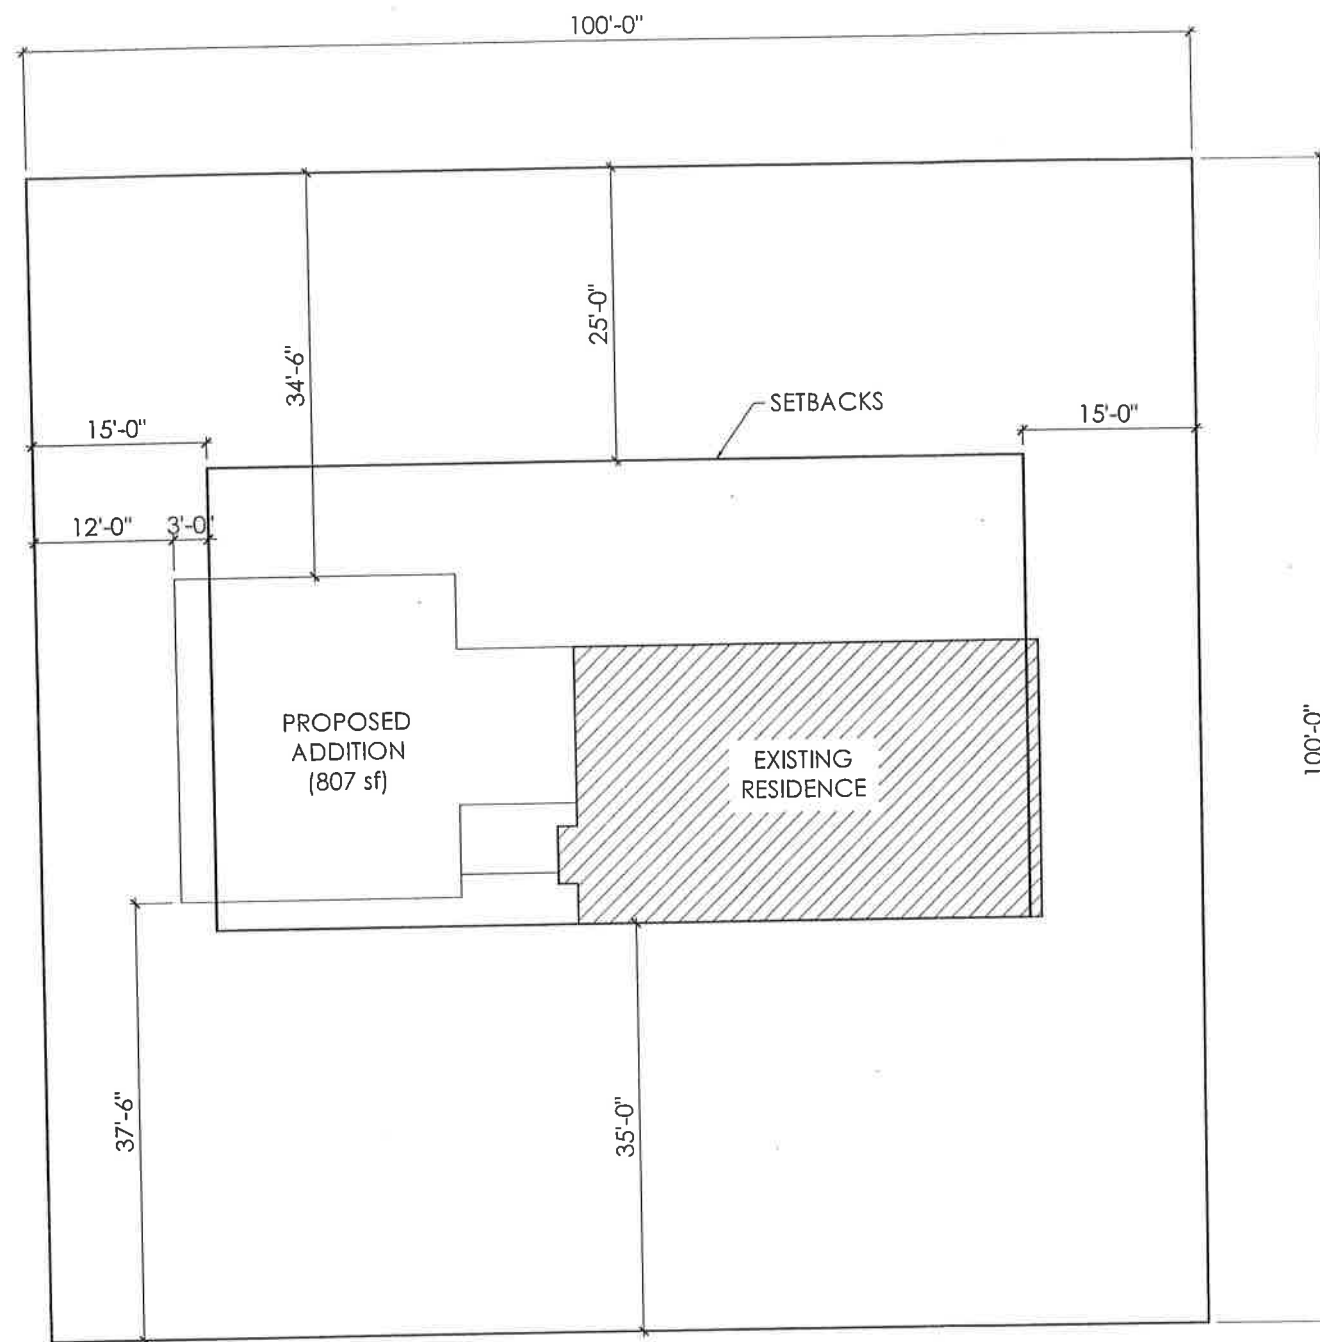 100'-0"
25'-0"
34'-6"
SETBACKS
15'-0"
15'-0"
12'-0"
3'-0"
100'-0"
PROPOSED
ADDITION
(807 sf)
EXISTING
RESIDENCE
37'-6"
35'-0"